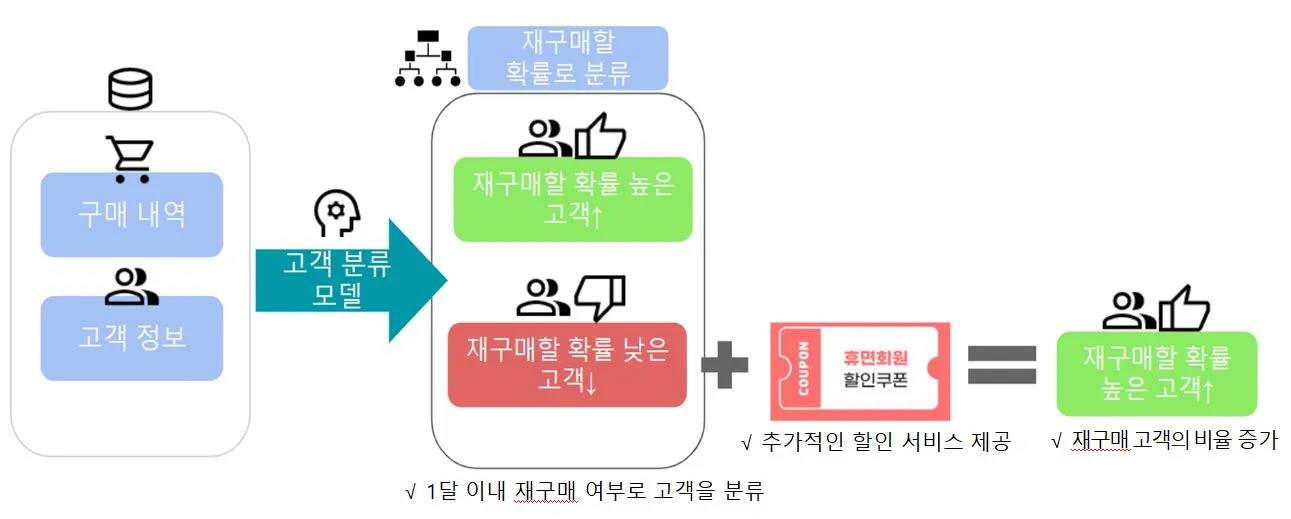 재구매할
확률로 분류
구매 내역
고객 정보
고객 분류
모델
재구매할 확률 높은
고객↑
재구매할 확률 낮은
고객↓
COUPON
휴면회원
할인쿠폰
재구매할 확률
높은 고객↑
√ 추가적인 할인 서비스 제공
√ 재구매 고객의 비율 증가
√ 1달 이내 재구매 여부로 고객을 분류